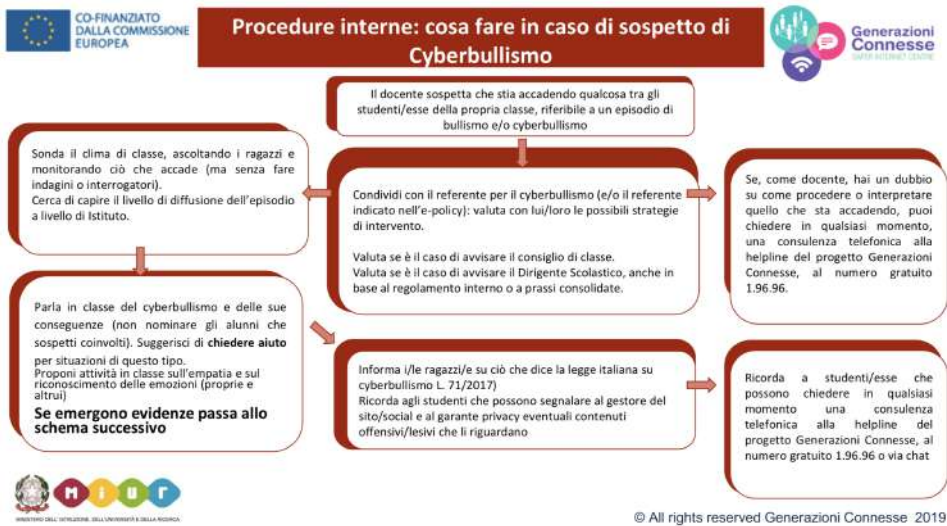 CO-FINANZIATO
DALLA COMMISSIONE
EUROPEA
Procedure interne: cosa fare in caso di sospetto di
Cyberbullismo
Generazioni
Connesse
SAFER INTERNET CENTRE
Il docente sospetta che stia accadendo qualcosa tra gli
studenti/esse della propria classe, riferibile a un episodio di
bullismo e/o cyberbullismo
Sonda il clima di classe, ascoltando i ragazzi e
monitorando ciò che accade (ma senza fare
indagini o interrogatori).
Cerca di capire il livello di diffusione dell'episodio
a livello di Istituto.
Condividi con il referente per il cyberbullismo (e/o il referente
indicato nell'e-policy): valuta con lui/loro le possibili strategie
di intervento.
Valuta se è il caso di avvisare il consiglio di classe.
Valuta se è il caso di avvisare il Dirigente Scolastico, anche in
base al regolamento interno o a prassi consolidate.
Se, come docente, hai un dubbio
su come procedere o interpretare
quello che sta accadendo, puoi
chiedere in qualsiasi momento,
una consulenza telefonica alla
helpline del progetto Generazioni
Connesse, al numero gratuito
1.96.96.
Parla in classe del cyberbullismo e delle sue
conseguenze (non nominare gli alunni che
sospetti coinvolti). Suggerisci di chiedere aiuto
per situazioni di questo tipo.
Proponi attività in classe sull'empatia e sul
riconoscimento delle emozioni (proprie e
altrui)
Se emergono evidenze passa allo
schema successivo
Informa i/le ragazzi/e su ciò che dice la legge italiana su
cyberbullismo L. 71/2017)
Ricorda agli studenti che possono segnalare al gestore del
sito/social e al garante privacy eventuali contenuti
offensivi/lesivi che li riguardano
Ricorda a studenti/esse che
possono chiedere in qualsiasi
momento una consulenza
telefonica alla helpline del
progetto Generazioni Connesse, al
numero gratuito 1.96.96 o via chat
MIUR
MINISTERO DELL'ISTRUZIONE, DELL'UNIVERSITÀ E DELLA RICERCA
© All rights reserved Generazioni Connesse 2019